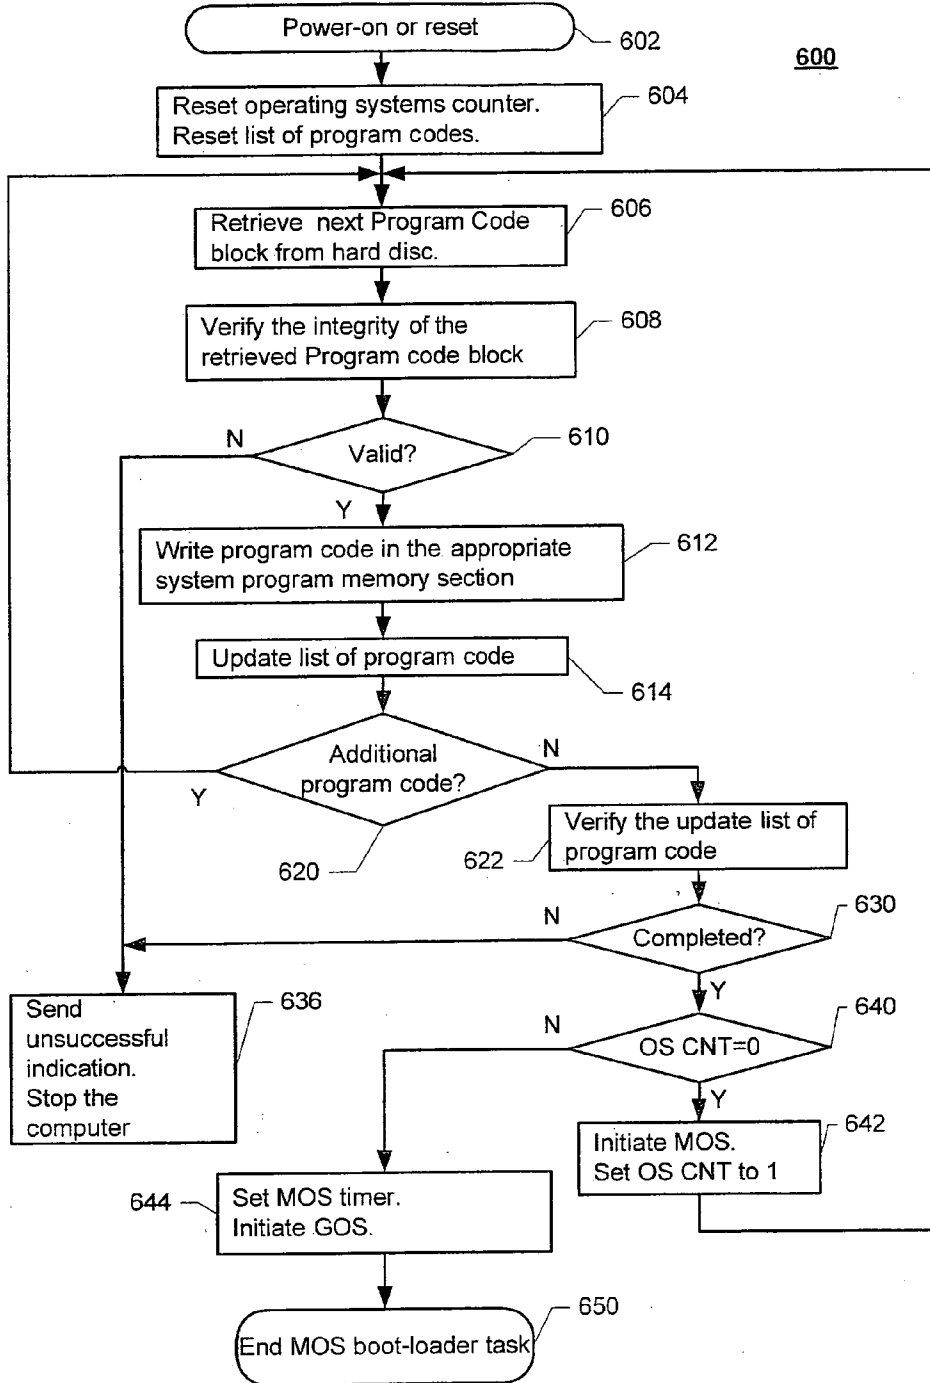 Power-on or reset
602
600
Reset operating systems counter.
Reset list of program codes.
604
Retrieve next Program Code
block from hard disc.
606
Verify the integrity of the
retrieved Program code block
608
N
Valid?
610
Y
Write program code in the appropriate
system program memory section
612
Update list of program code
614
Additional
program code?
N
Y
620
Verify the update list of
program code
622
N
Completed?
630
Y
Send
unsuccessful
indication.
Stop the
computer
636
N
OS CNT=0
640
Y
Initiate MOS.
Set OS CNT to 1
642
644
Set MOS timer.
Initiate GOS.
650
End MOS boot-loader task